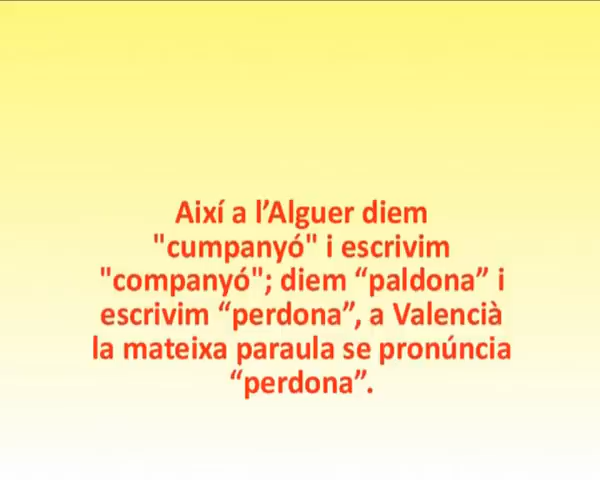 Així a l’Alguer diem
"cumpanyó" i escrivim
"companyó"; diem “paldona” i
escrivim “perdona”, a Valencià
la mateixa paraula se pronúncia
“perdona”.